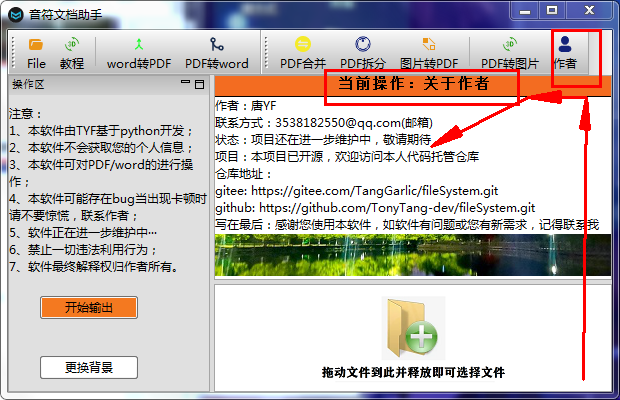 音符文档助手
File 教程 word转PDF PDF转word PDF合并 PDF拆分 图片转PDF PDF转图片 作者
操作区
当前操作：关于作者
注意：
1、本软件由TYF基于python开发；
2、本软件不会获取您的个人信息；
3、本软件可对PDF/word的进行操
作；
4、本软件可能存在bug当出现卡顿时
请不要惊慌，联系作者；
5、软件正在进一步维护中···
6、禁止一切违法利用行为；
7、软件最终解释权归作者所有。
开始输出
更换背景
作者：唐YF
联系方式：3538182550@qq.com(邮箱)
状态：项目还在进一步维护中，敬请期待
项目：本项目已开源，欢迎访问本人代码托管仓库
仓库地址：
gitee: https://gitee.com/TangGarlic/fileSystem.git
github: https://github.com/TonyTang-dev/fileSystem.git
写在最后：感谢您使用本软件，如软件有问题或您有新需求，记得联系我
拖动文件到此并释放即可选择文件